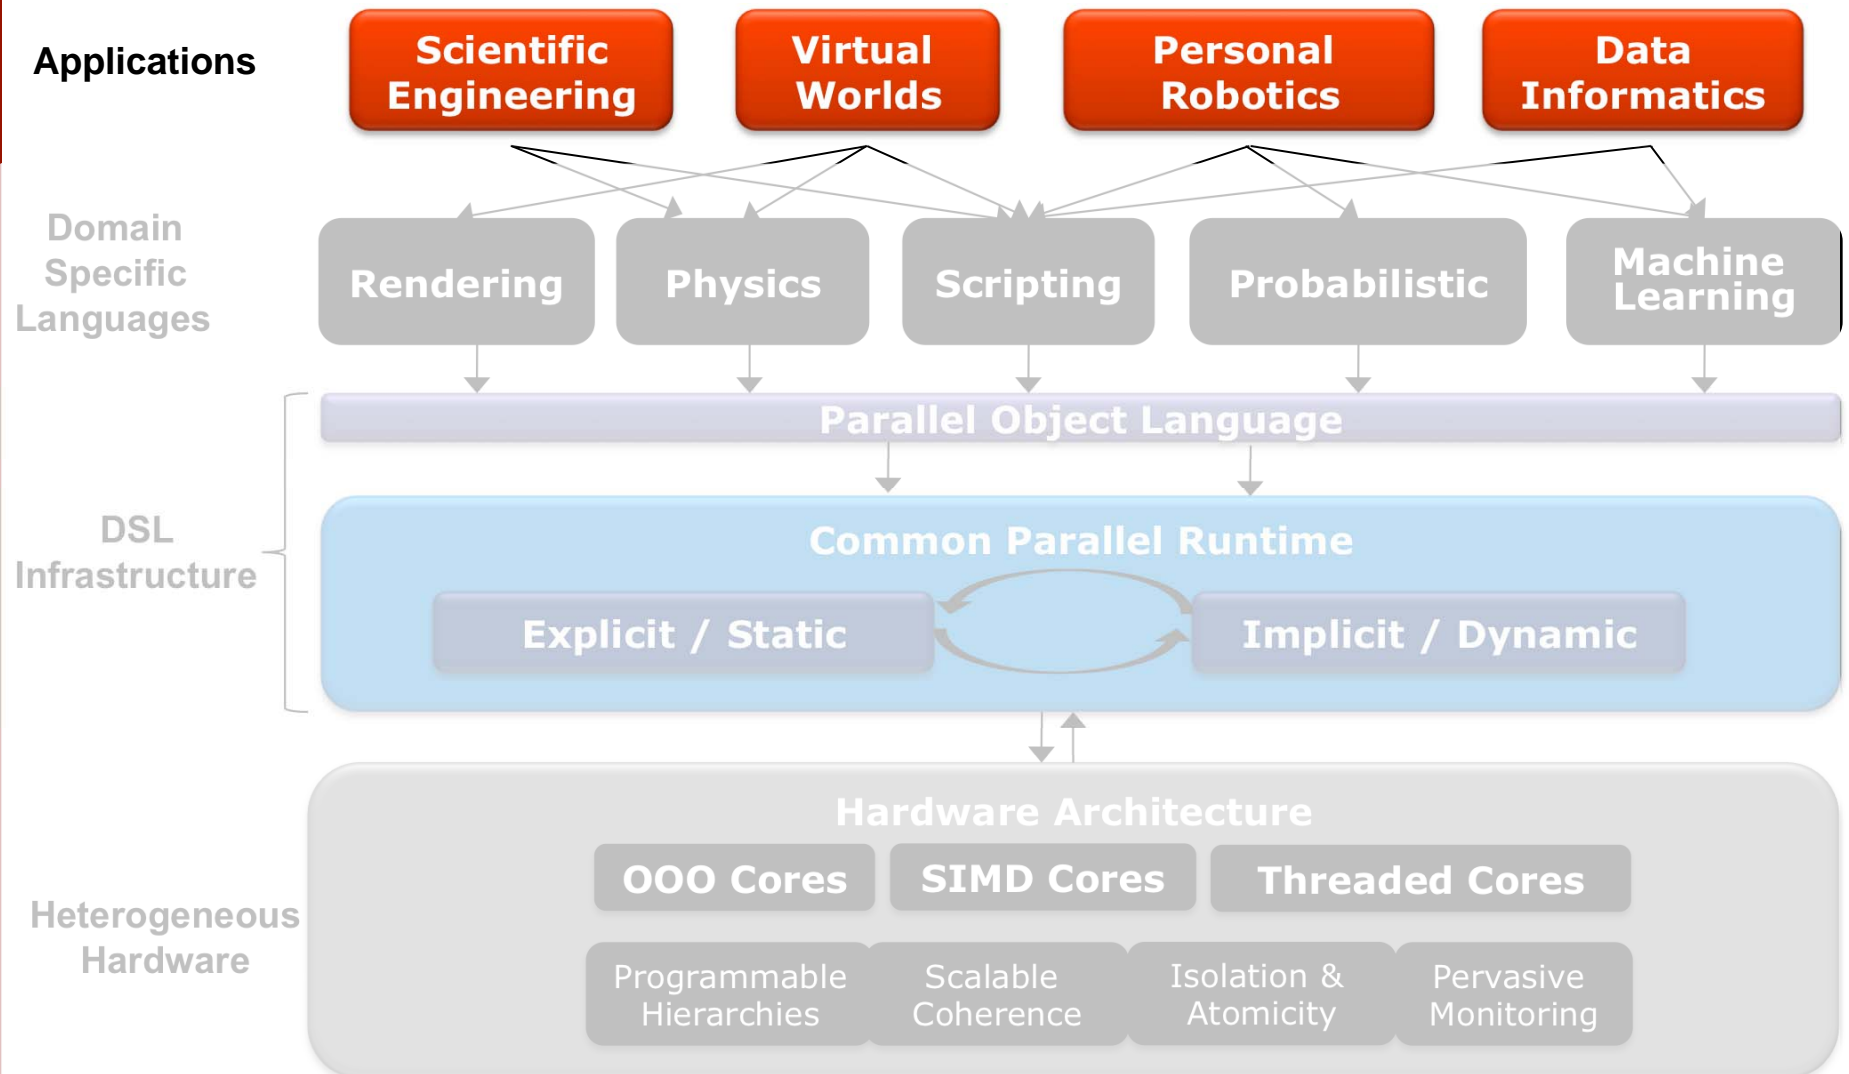 Applications
Scientific
Engineering
Virtual
Worlds
Personal
Robotics
Data
Informatics
Domain
Specific
Languages
Rendering
Physics
Scripting
Probabilistic
Machine
Learning
Parallel Object Language
DSL
Infrastructure
Common Parallel Runtime
Explicit / Static
Implicit / Dynamic
Heterogeneous
Hardware
Hardware Architecture
OOO Cores
SIMD Cores
Threaded Cores
Programmable
Hierarchies
Scalable
Coherence
Isolation &
Atomicity
Pervasive
Monitoring